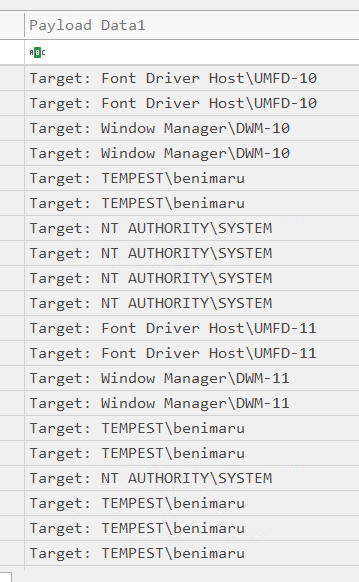 Payload Data1
ABC
Target: Font Driver Host\UMFD-10
Target: Font Driver Host\UMFD-10
Target: Window Manager\DWM-10
Target: Window Manager\DWM-10
Target: TEMPEST\benimaru
Target: TEMPEST\benimaru
Target: NT AUTHORITY\SYSTEM
Target: NT AUTHORITY\SYSTEM
Target: NT AUTHORITY\SYSTEM
Target: NT AUTHORITY\SYSTEM
Target: Font Driver Host\UMFD-11
Target: Font Driver Host\UMFD-11
Target: Window Manager\DWM-11
Target: Window Manager\DWM-11
Target: TEMPEST\benimaru
Target: TEMPEST\benimaru
Target: NT AUTHORITY\SYSTEM
Target: TEMPEST\benimaru
Target: TEMPEST\benimaru
Target: TEMPEST\benimaru